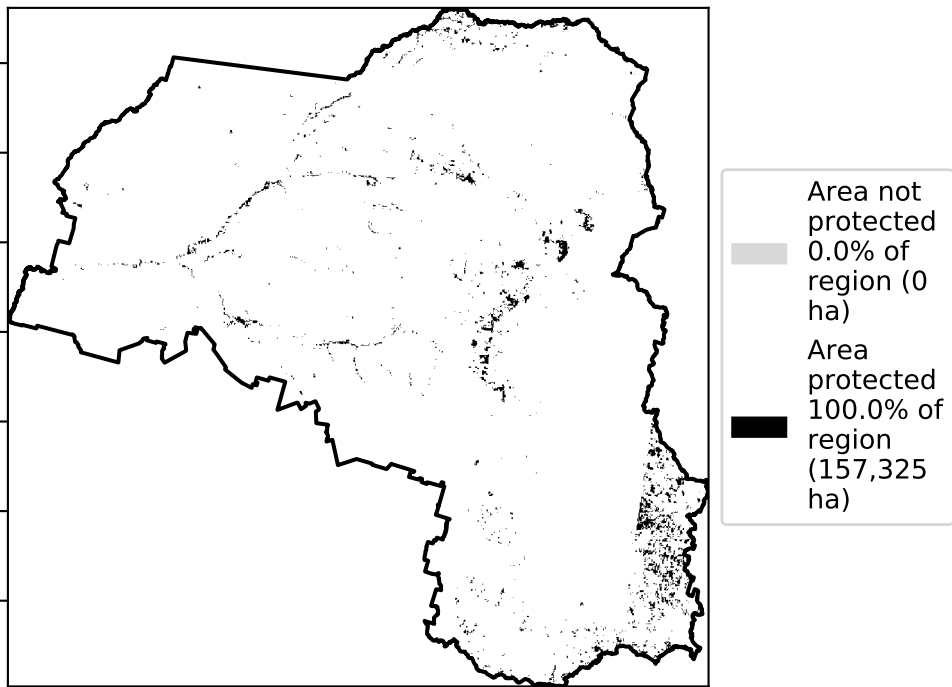 Area not
protected
0.0% of
region (0
ha)
Area
protected
100.0% of
region
(157,325
ha)